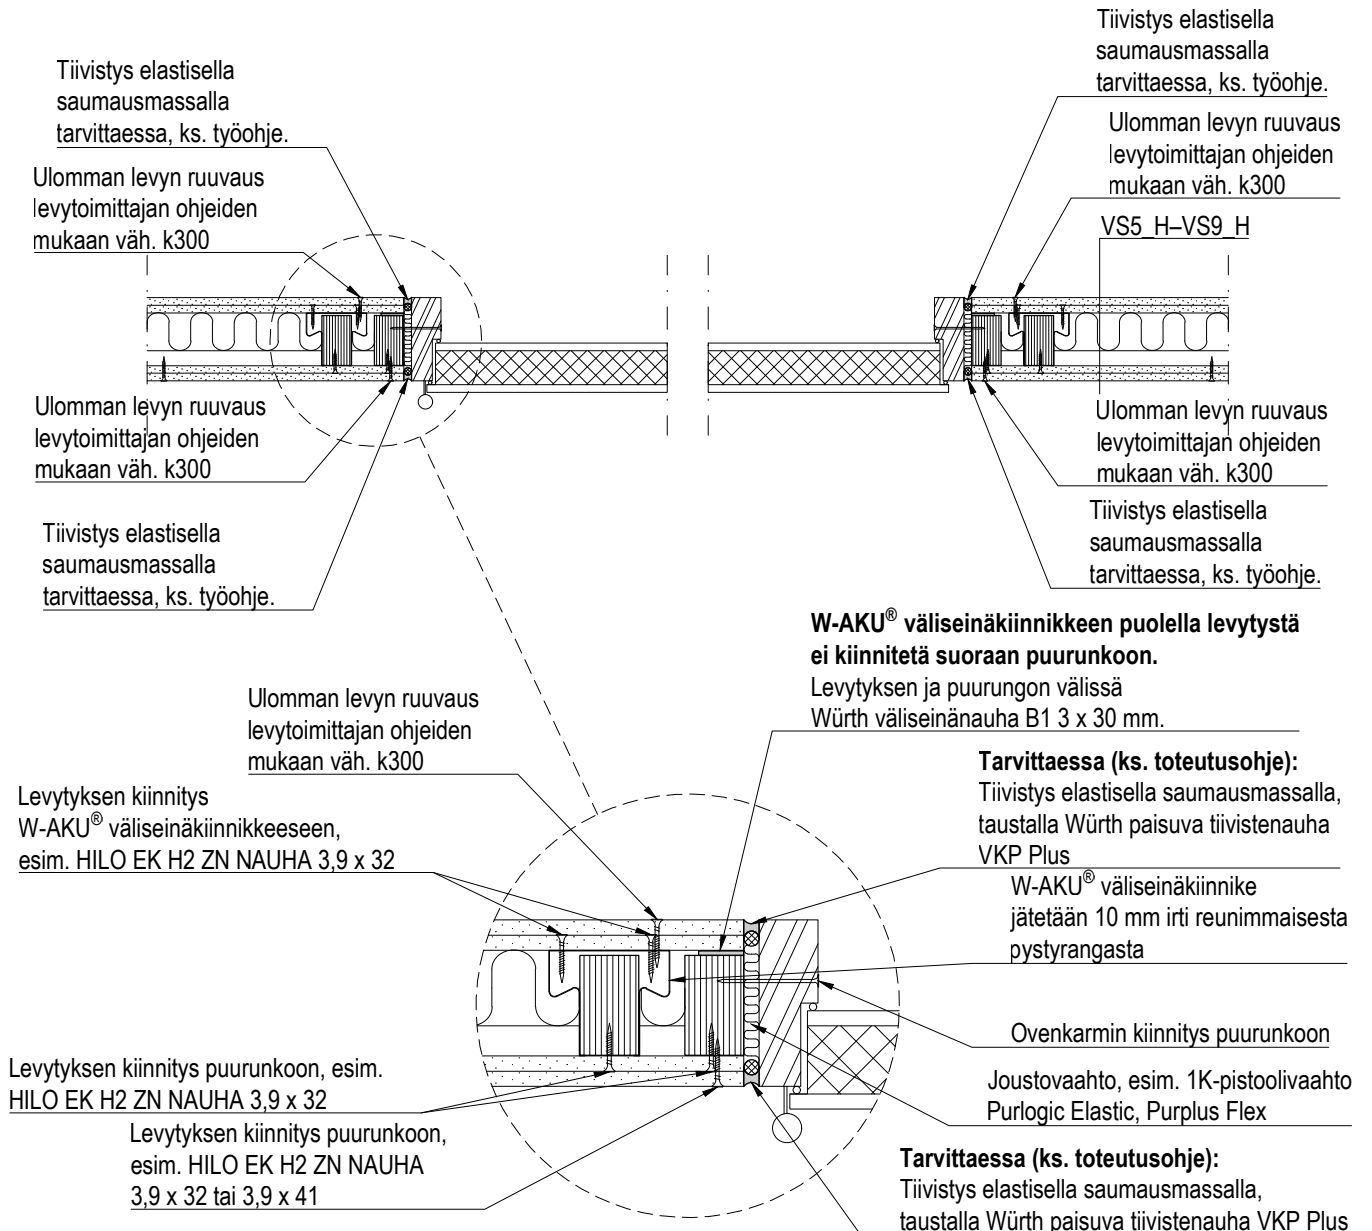 Tiivistys elastisella
saumausmassalla
tarvittaessa, ks. työohje.
Ulomman levyn ruuvaus
levytoimittajan ohjeiden
mukaan väh. k300
Tiivistys elastisella
saumausmassalla
tarvittaessa, ks. työohje.
Ulomman levyn ruuvaus
levytoimittajan ohjeiden
mukaan väh. k300
VS5_H–VS9_H
Ulomman levyn ruuvaus
levytoimittajan ohjeiden
mukaan väh. k300
Tiivistys elastisella
saumausmassalla
tarvittaessa, ks. työohje.
Ulomman levyn ruuvaus
levytoimittajan ohjeiden
mukaan väh. k300
Tiivistys elastisella
saumausmassalla
tarvittaessa, ks. työohje.
W-AKU® väliseinäkiinnikkeen puolella levytystä
ei kiinnitetä suoraan puurunkoon.
Levytyksen ja puurungon välissä
Würth väliseinänauha B1 3 x 30 mm.
Ulomman levyn ruuvaus
levytoimittajan ohjeiden
mukaan väh. k300
Levytyksen kiinnitys
W-AKU® väliseinäkiinnikkeeseen,
esim. HILO EK H2 ZN NAUHA 3,9 x 32
Tarvittaessa (ks. toteutusohje):
Tiivistys elastisella saumausmassalla,
taustalla Würth paisuva tiivistenauha
VKP Plus
W-AKU® väliseinäkiinnike
jätetään 10 mm irti reunimmaisesta
pystyrangasta
Ovenkarmin kiinnitys puurunkoon
Joustovaahto, esim. 1K-pistoolivaahto
Purlogic Elastic, Purplus Flex
Levytyksen kiinnitys puurunkoon, esim.
HILO EK H2 ZN NAUHA 3,9 x 32
Levytyksen kiinnitys puurunkoon,
esim. HILO EK H2 ZN NAUHA
3,9 x 32 tai 3,9 x 41
Tarvittaessa (ks. toteutusohje):
Tiivistys elastisella saumausmassalla,
taustalla Würth paisuva tiivistenauha VKP Plus